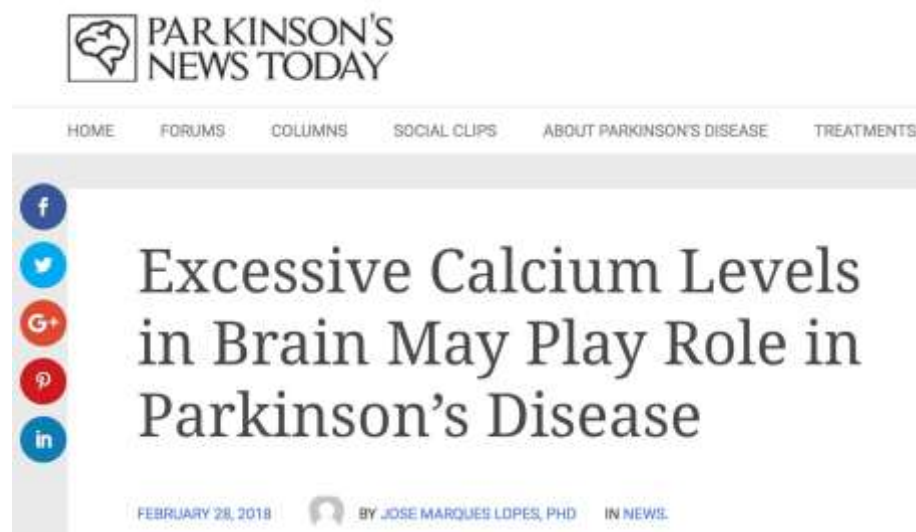 PARKINSON'S
NEWS TODAY
HOME FORUMS COLUMNS SOCIAL CLIPS ABOUT PARKINSON'S DISEASE TREATMENTS
f
G+
in
Excessive Calcium Levels
in Brain May Play Role in
Parkinson’s Disease
FEBRUARY 28, 2018 BY JOSE MARQUES LOPES, PHD IN NEWS.